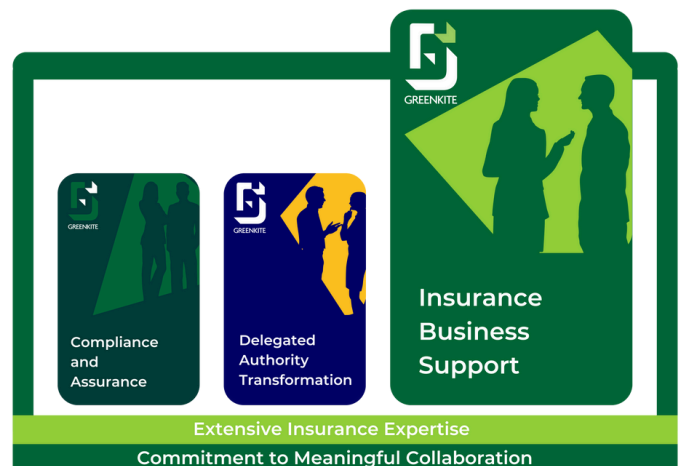 GREENKITE
Compliance
and
Assurance
GREENKITE
Delegated
Authority
Transformation
GREENKITE
Insurance
Business
Support
Extensive Insurance Expertise
Commitment to Meaningful Collaboration